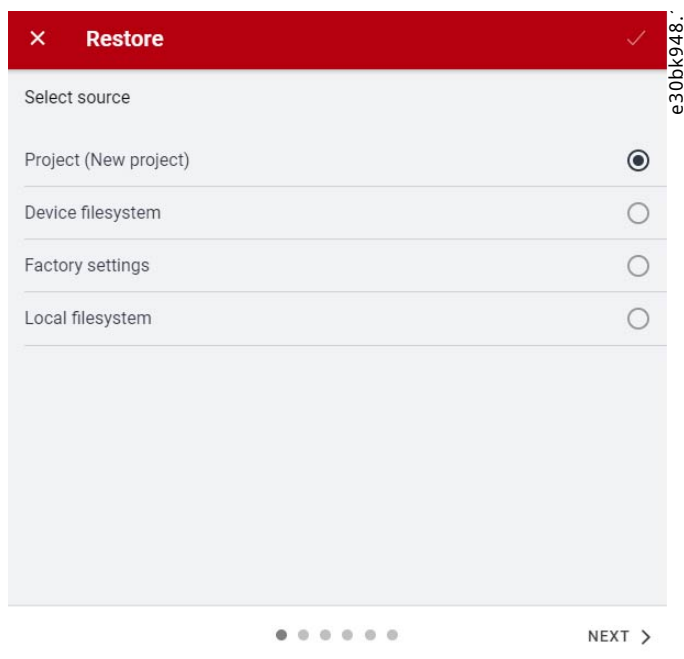 Restore
Select source
Project (New project)
Device filesystem
Factory settings
Local filesystem
NEXT
e30bk948.